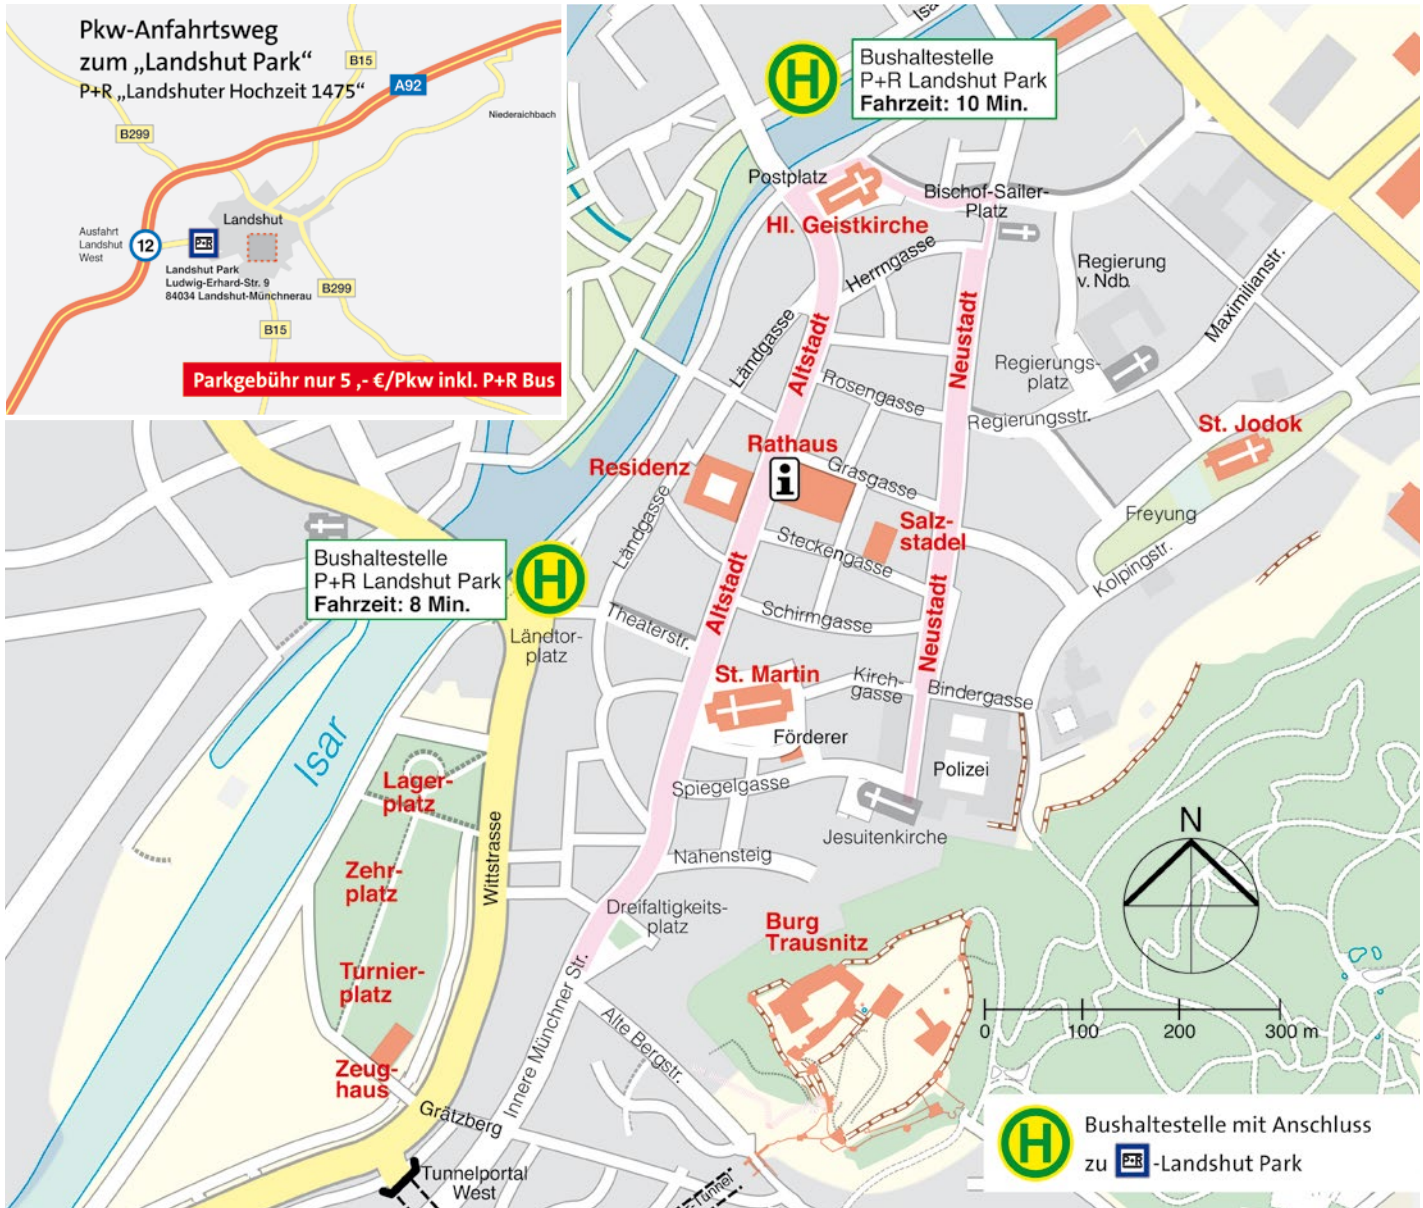 Pkw-Anfahrtsweg
zum „Landshut Park“
P+R „Landshuter Hochzeit 1475“
B15
A92
B299
Niederaichbach
Landshut
Ausfahrt
Landshut
West
12
P+R
Landshut Park
Ludwig-Erhard-Str. 9
84034 Landshut-Münchnerau
B299
B15
Parkgebühr nur 5 ,- €/Pkw inkl. P+R Bus
Isar
H
Bushaltestelle
P+R Landshut Park
Fahrzeit: 10 Min.
Postplatz
Bischof-Sailer-
Platz
Hl. Geistkirche
Herrngasse
Regierung
v. Ndb.
Maximilianstr.
Ländgasse
Altstadt
Neustadt
Rosengasse
Regierungs-
platz
Regierungsstr.
St. Jodok
Rathaus
i
Residenz
Grasgasse
Ländgasse
Salz-
stadel
Freyung
Steckengasse
Kolpingstr.
Bushaltestelle
P+R Landshut Park
Fahrzeit: 8 Min.
H
Ländtor-
platz
Altstadt
Neustadt
Theaterstr.
Schirmgasse
St. Martin
Kirch-
gasse
Bindergasse
Isar
Förderer
Polizei
Lager-
platz
Spiegelgasse
Jesuitenkirche
Wittstrasse
Zehr-
platz
Nahensteig
N
Dreifaltigkeits-
platz
Burg
Trausnitz
Turnier-
platz
Innere Münchner Str.
Alte Bergstr.
0 100 200 300 m
Zeug-
haus
Grätzberg
Tunnelportal
West
Tunnel
H
Bushaltestelle mit Anschluss
zu P+R -Landshut Park